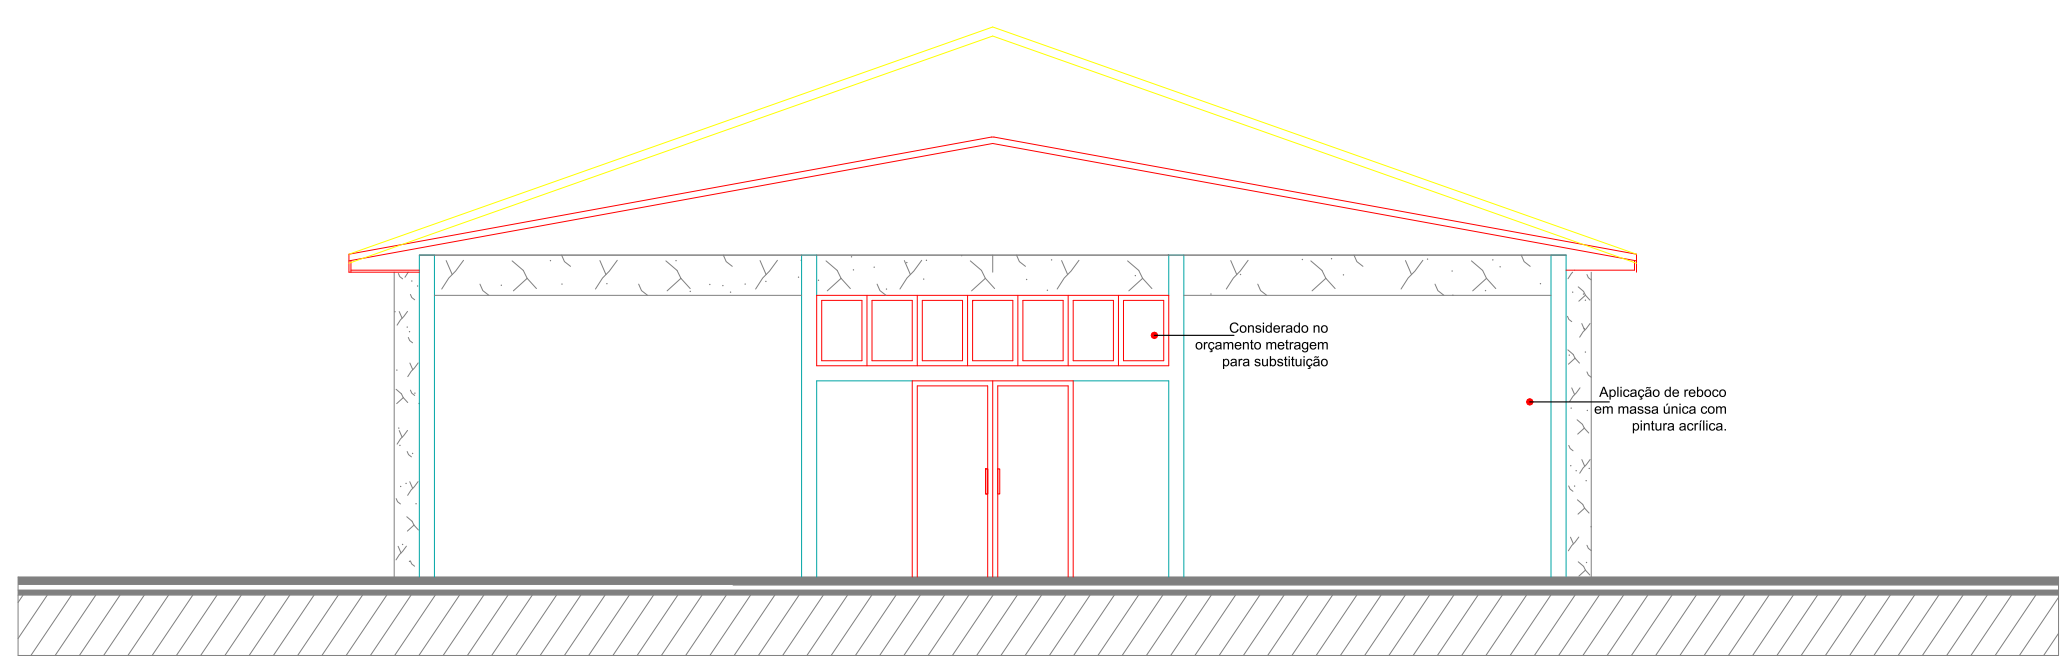 Considerado no
orçamento metragem
para substituição
Aplicação de reboco
em massa única com
pintura acrílica.